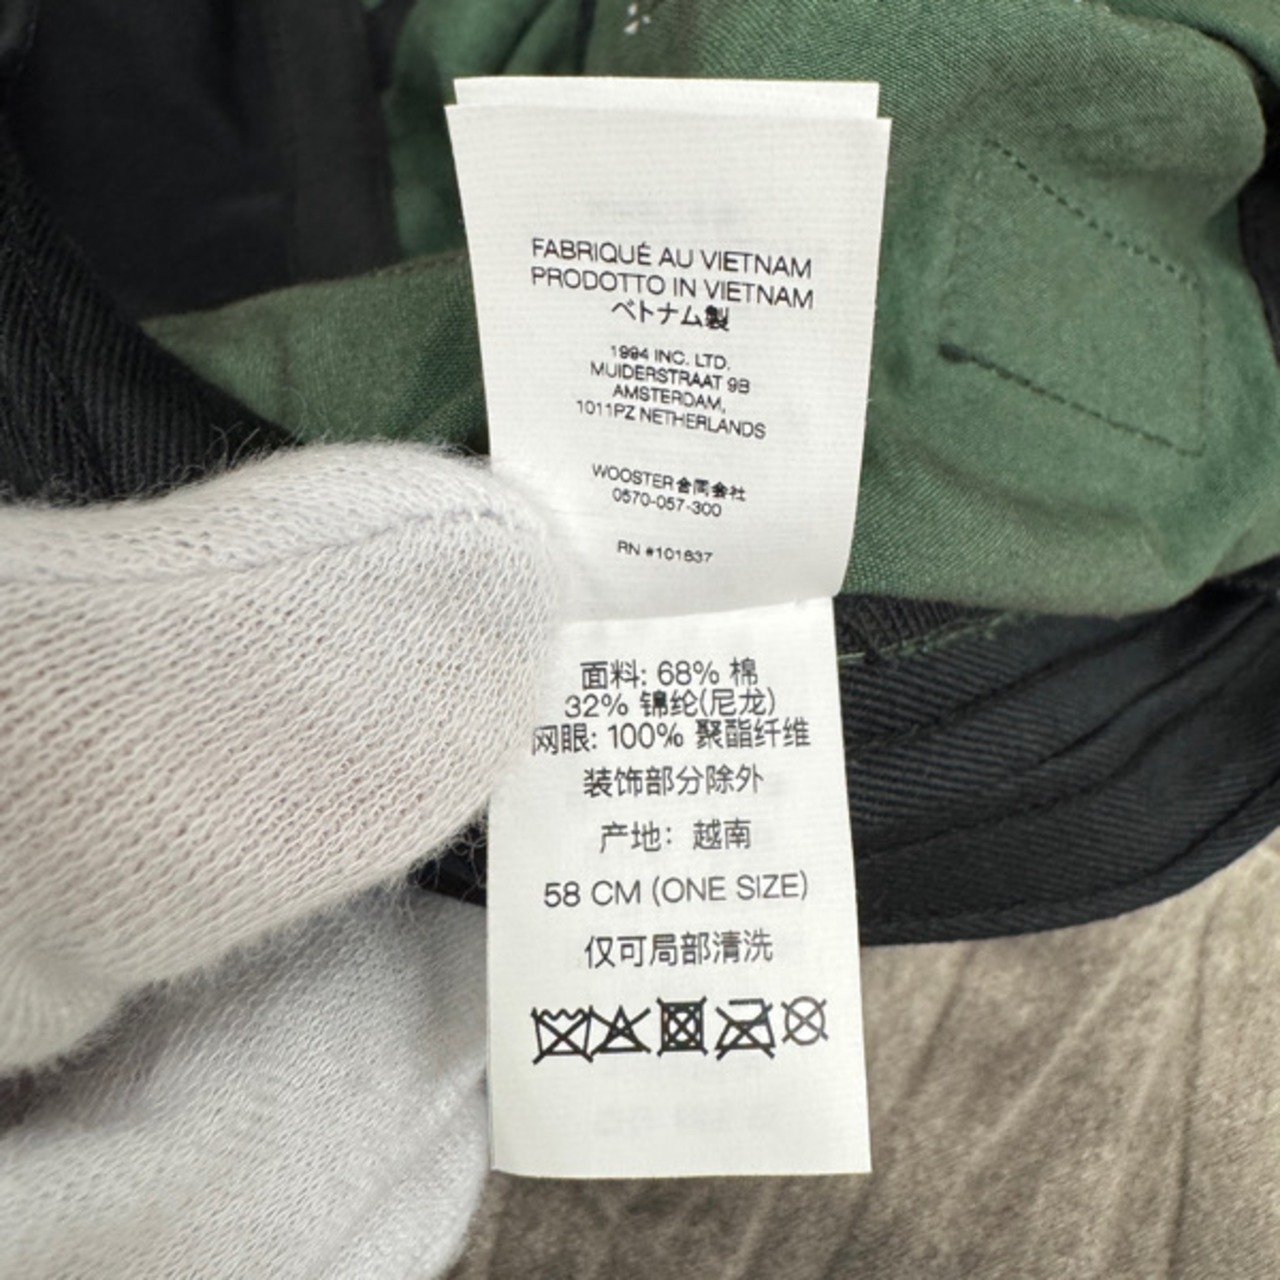 FABRIQUÉ AU VIETNAM
PRODOTTO IN VIETNAM
ベトナム製
1994 INC. LTD.
MUIDERSTRAAT 9B
AMSTERDAM,
1011PZ NETHERLANDS
WOOSTER合同会社
0570-057-300
RN #101837
面料: 68% 棉
32% 锦纶(尼龙)
网眼: 100% 聚酯纤维
装饰部分除外
产地: 越南
58 CM (ONE SIZE)
仅可局部清洗